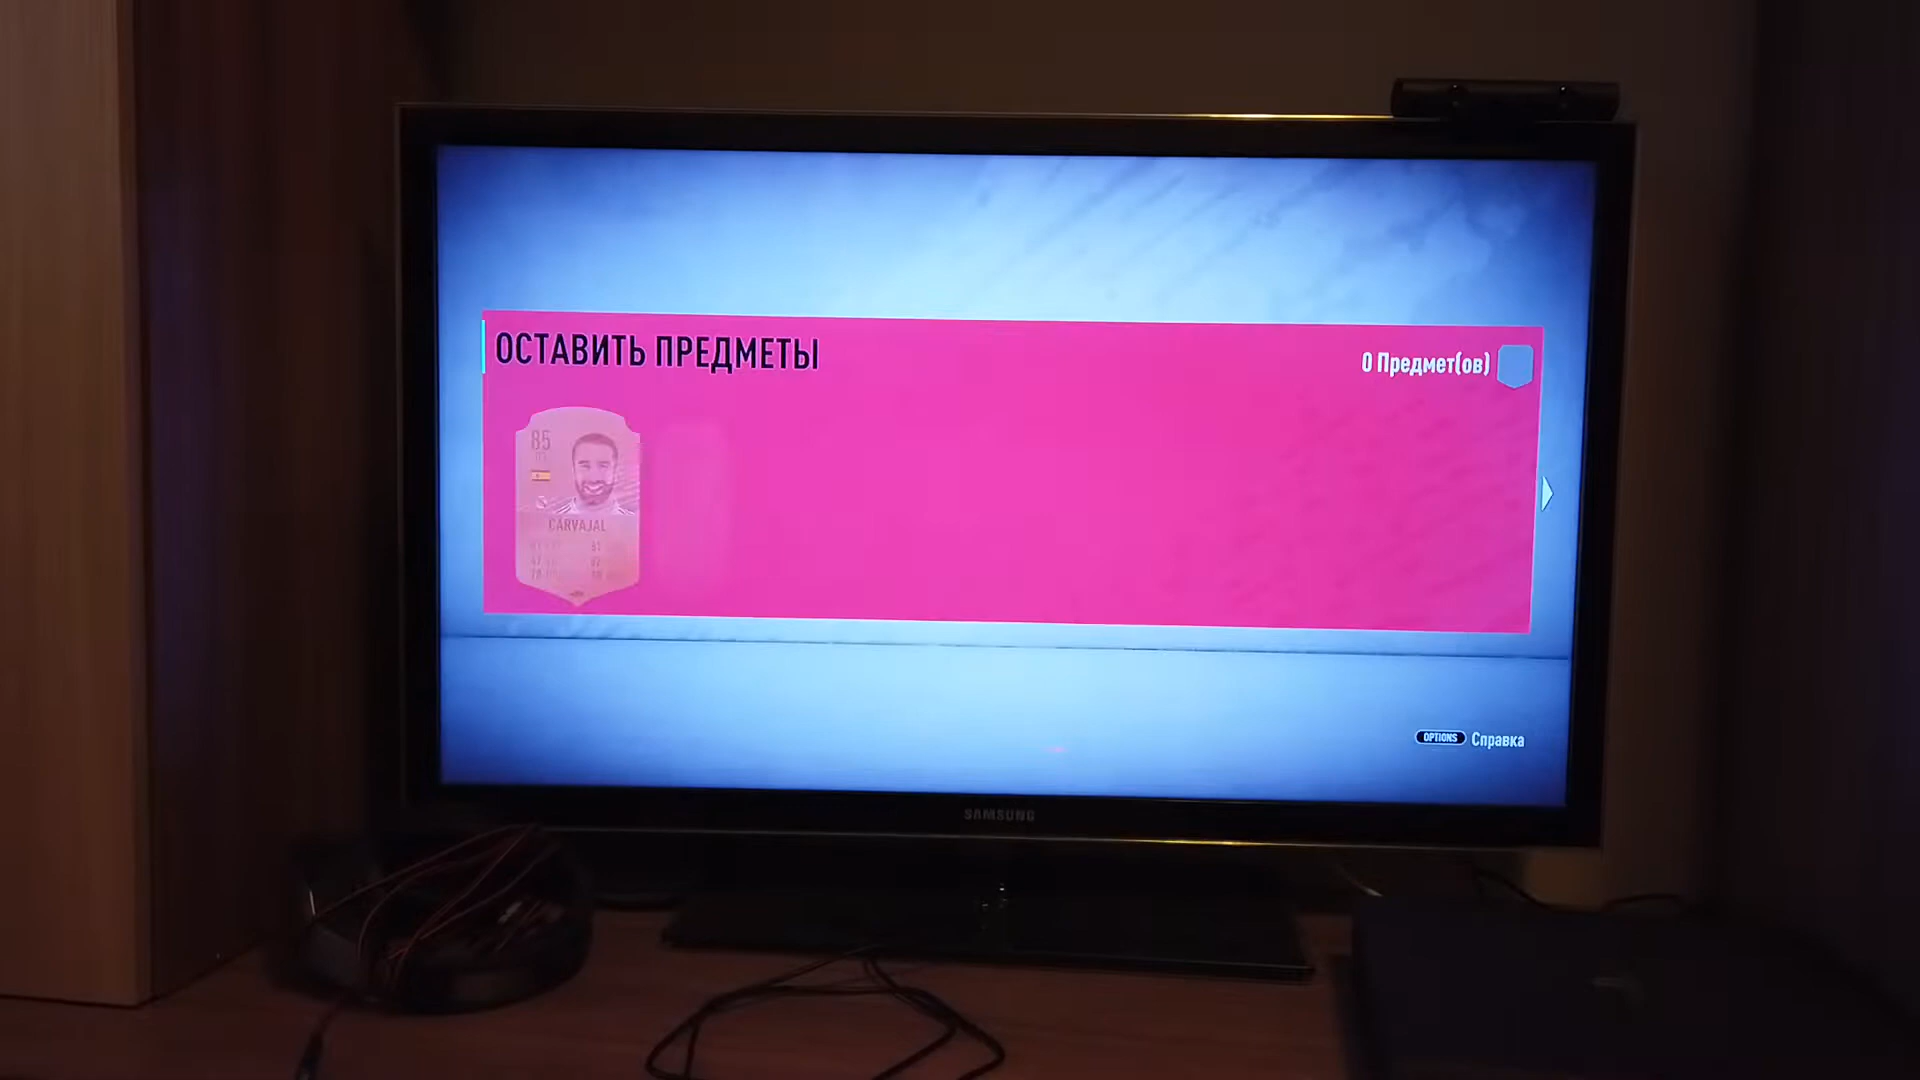 ОСТАВИТЬ ПРЕДМЕТЫ
0 Предмет(ов)
85
CARVAJAL
OPTIONS Справка
SAMSUNG